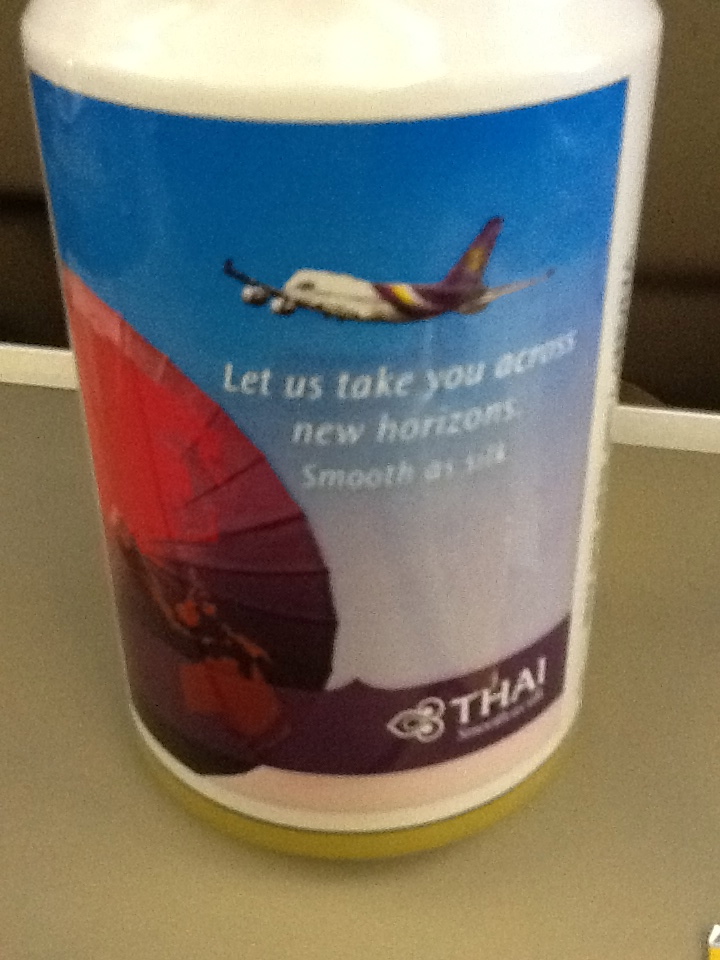 Let us take you across
new horizons.
Smooth as silk
THAI